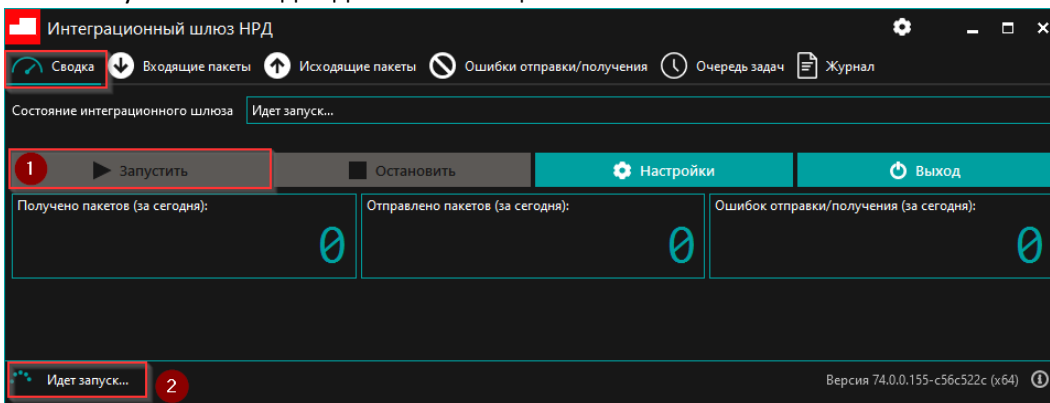 Интеграционный шлюз НРД
Сводка Входящие пакеты Исходящие пакеты Ошибки отправки/получения Очередь задач Журнал
Состояние интеграционного шлюза Идет запуск...
1 Запустить Остановить Настройки Выход
Получено пакетов (за сегодня): Отправлено пакетов (за сегодня): Ошибок отправки/получения (за сегодня):
0 0 0
Идет запуск... 2 Версия 74.0.0.155-c56c522c (x64)